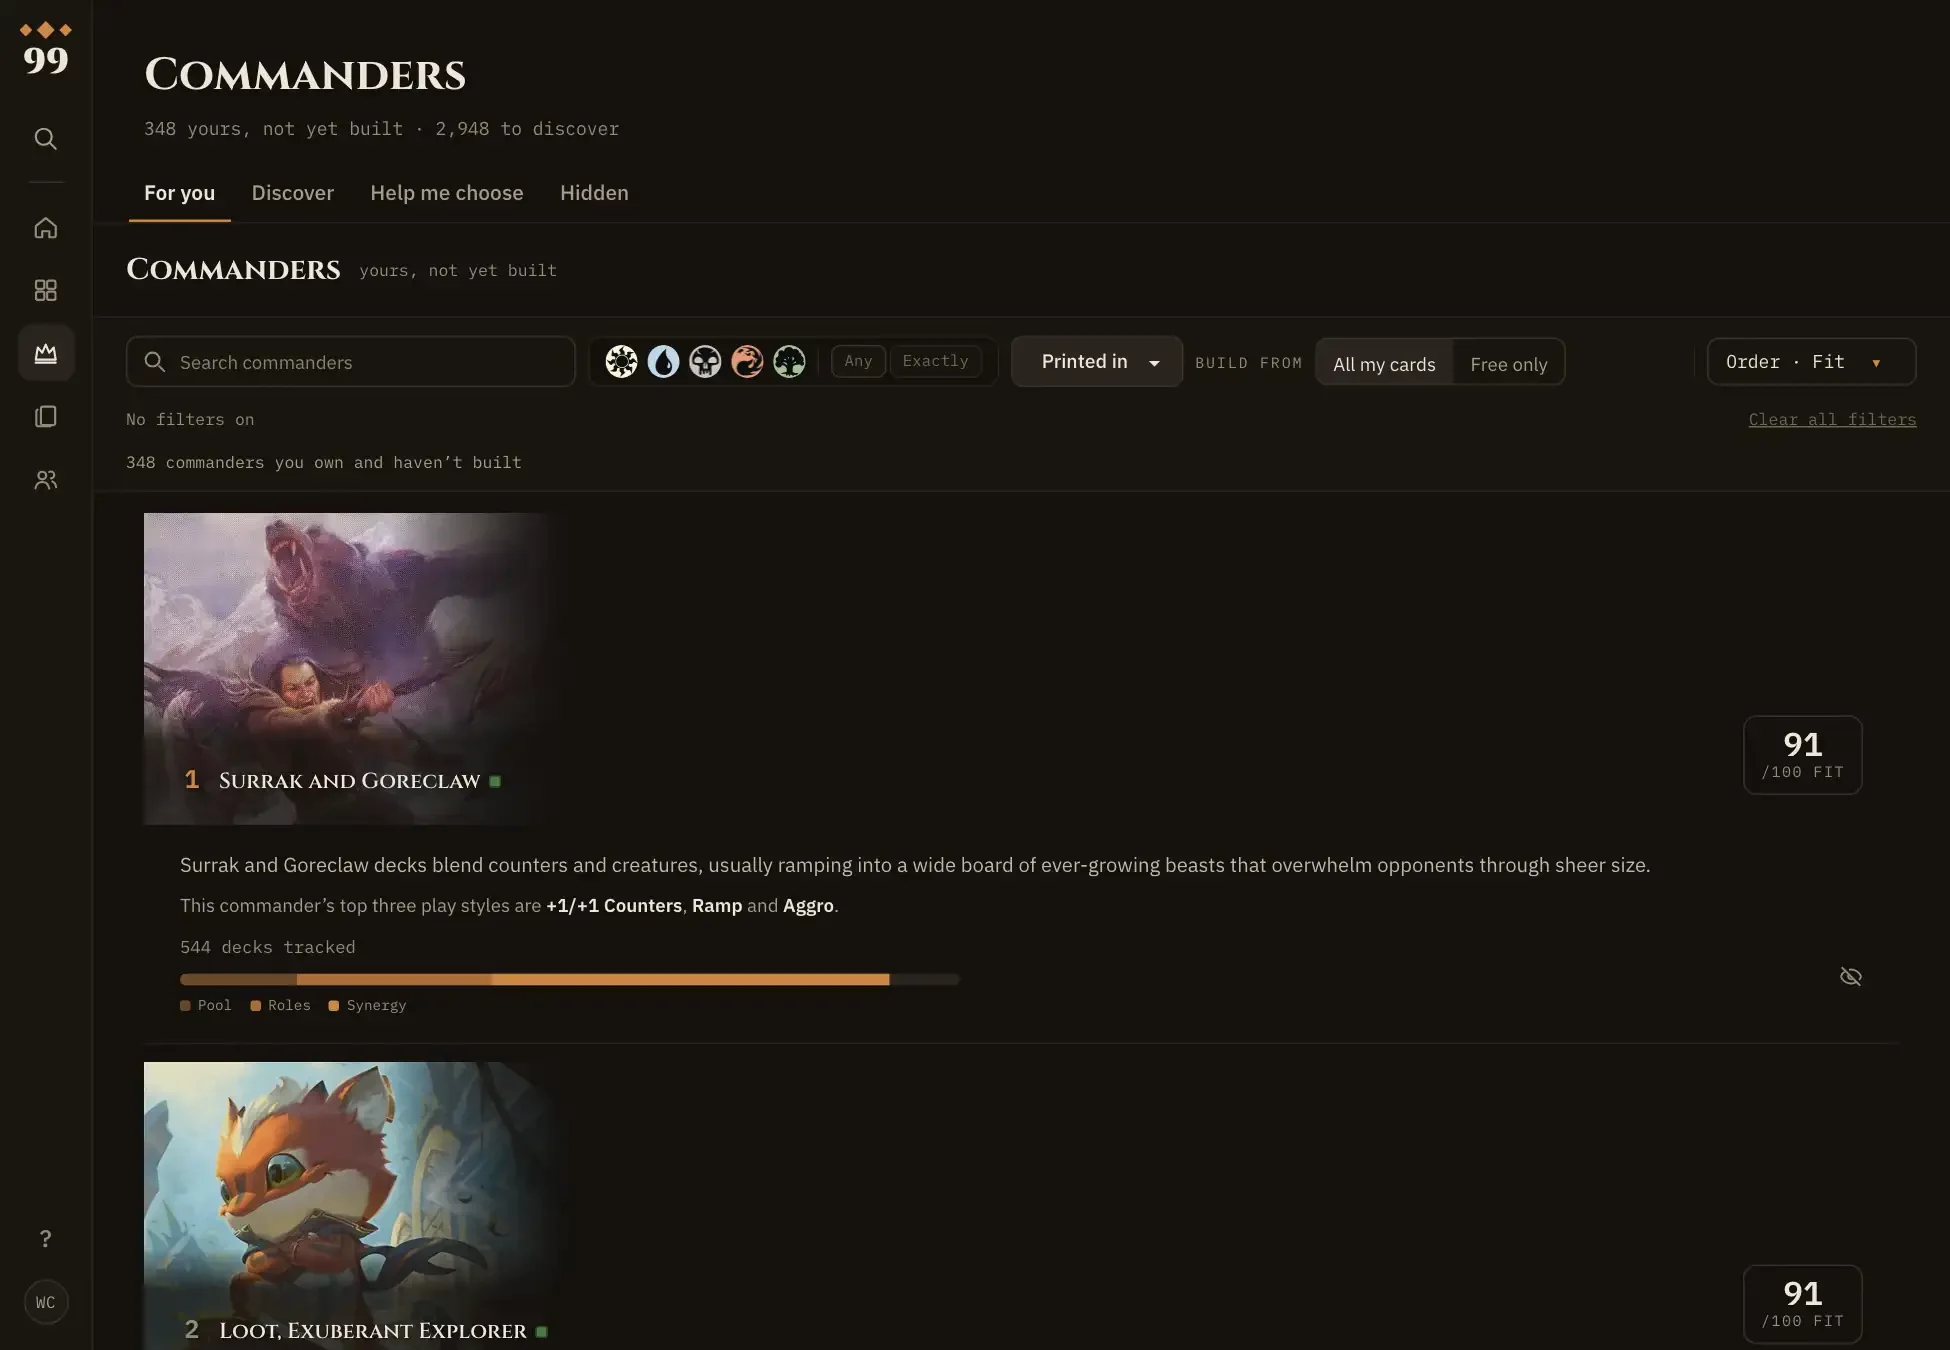 99
Commanders
348 yours, not yet built · 2,948 to discover
For you Discover Help me choose Hidden
Commanders yours, not yet built
Search commanders Any Exactly Printed in BUILD FROM All my cards Free only Order · Fit
No filters on Clear all filters
348 commanders you own and haven’t built
1 Surrak and Goreclaw
91
/100 FIT
Surrak and Goreclaw decks blend counters and creatures, usually ramping into a wide board of ever-growing beasts that overwhelm opponents through sheer size.
This commander’s top three play styles are +1/+1 Counters, Ramp and Aggro.
544 decks tracked
Pool Roles Synergy
2 Loot, Exuberant Explorer
91
/100 FIT
?
WC